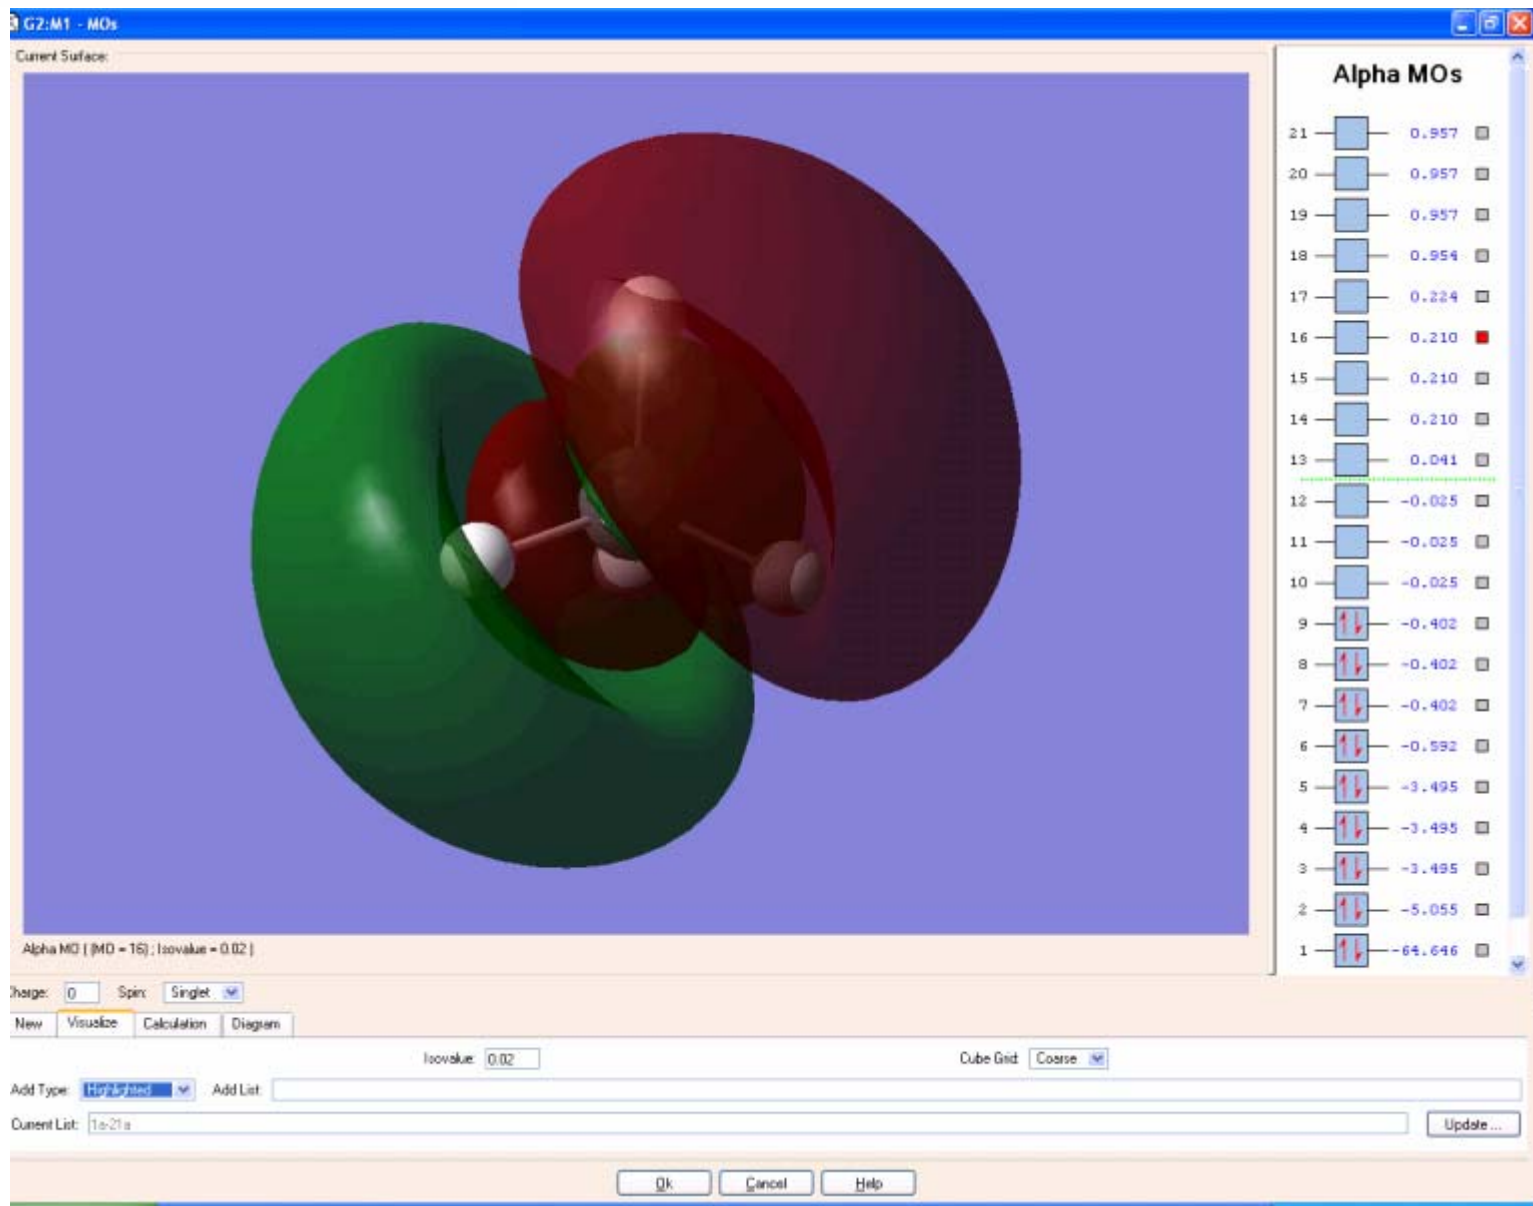 G2:M1 - MOs
Current Surface:
Alpha MOs
21 0.957
20 0.957
19 0.957
18 0.954
17 0.224
16 0.210
15 0.210
14 0.210
13 0.041
12 -0.025
11 -0.025
10 -0.025
9 -0.402
8 -0.402
7 -0.402
6 -0.592
5 -3.495
4 -3.495
3 -3.495
2 -5.055
1 -64.646
Alpha MO ( (MO = 16) ; Isovalue = 0.02 )
Charge: 0 Spin: Singlet
New Visualize Calculation Diagram
Isovalue: 0.02 Cube Grid: Coarse
Add Type: Highlighted Add List:
Current List: 1a-21a Update ...
Ok Cancel Help